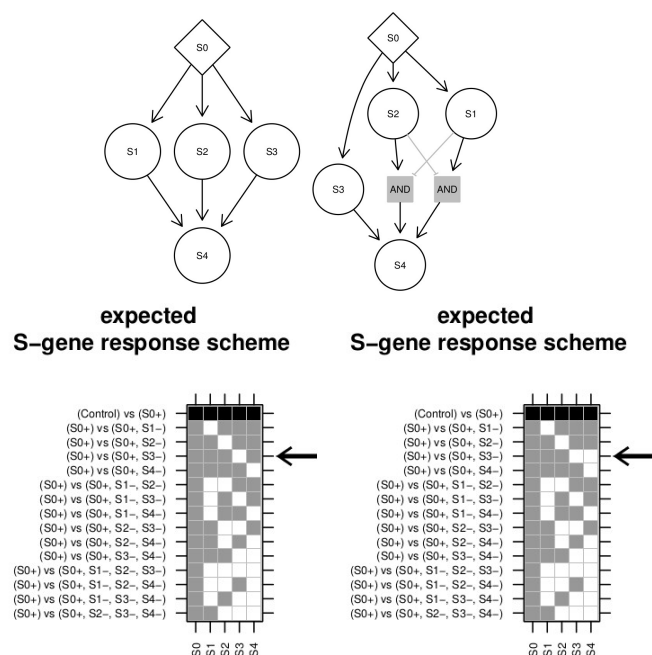 S0
S1 S2 S3
S4
S0
S2 S1
S3 AND AND
S4
expected
S−gene response scheme
(Control) vs (S0+)
(S0+) vs (S0+, S1−)
(S0+) vs (S0+, S2−)
(S0+) vs (S0+, S3−)
(S0+) vs (S0+, S4−)
(S0+) vs (S0+, S1−, S2−)
(S0+) vs (S0+, S1−, S3−)
(S0+) vs (S0+, S1−, S4−)
(S0+) vs (S0+, S2−, S3−)
(S0+) vs (S0+, S2−, S4−)
(S0+) vs (S0+, S3−, S4−)
(S0+) vs (S0+, S1−, S2−, S3−)
(S0+) vs (S0+, S1−, S2−, S4−)
(S0+) vs (S0+, S1−, S3−, S4−)
(S0+) vs (S0+, S2−, S3−, S4−)
S0 S1 S2 S3 S4
expected
S−gene response scheme
(Control) vs (S0+)
(S0+) vs (S0+, S1−)
(S0+) vs (S0+, S2−)
(S0+) vs (S0+, S3−)
(S0+) vs (S0+, S4−)
(S0+) vs (S0+, S1−, S2−)
(S0+) vs (S0+, S1−, S3−)
(S0+) vs (S0+, S1−, S4−)
(S0+) vs (S0+, S2−, S3−)
(S0+) vs (S0+, S2−, S4−)
(S0+) vs (S0+, S3−, S4−)
(S0+) vs (S0+, S1−, S2−, S3−)
(S0+) vs (S0+, S1−, S2−, S4−)
(S0+) vs (S0+, S1−, S3−, S4−)
(S0+) vs (S0+, S2−, S3−, S4−)
S0 S1 S2 S3 S4